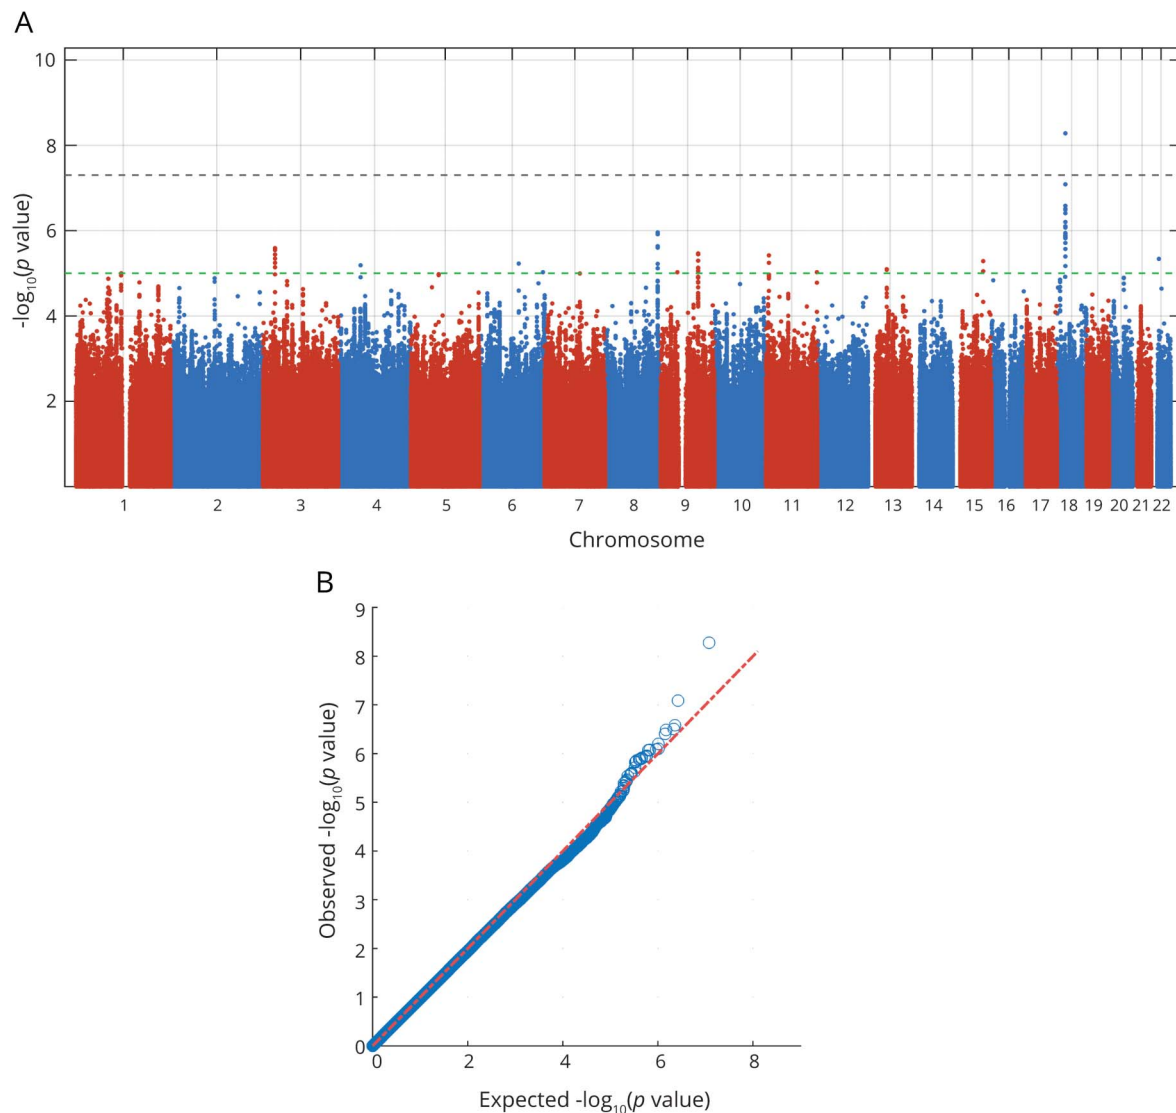 A
10
8
6
4
2
-log₁₀(p value)
1 2 3 4 5 6 7 8 9 10 11 12 13 14 15 16 17 18 19 20 21 22
Chromosome
B
9
8
7
6
5
4
3
2
1
0
Observed -log₁₀(p value)
0 2 4 6 8
Expected -log₁₀(p value)